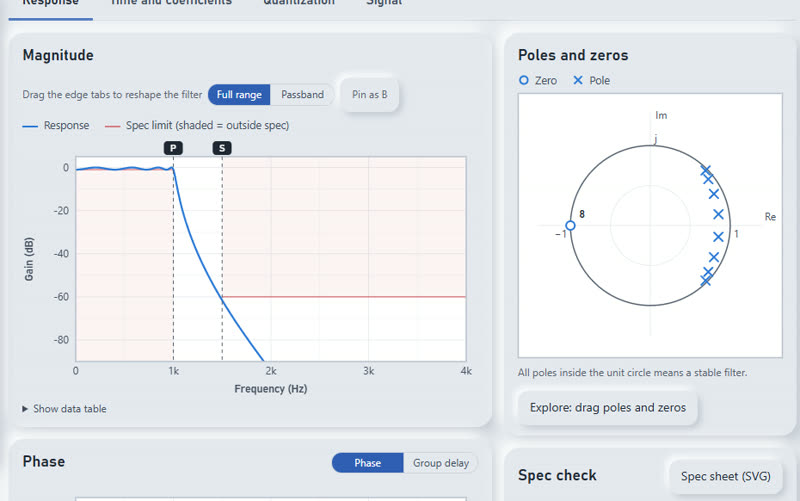 Response Time and coefficients Quantization Signal
Magnitude
Drag the edge tabs to reshape the filter Full range Passband Pin as B
Response Spec limit (shaded = outside spec)
P S
0
-20
-40
-60
-80
Gain (dB)
0 1k 2k 3k 4k
Frequency (Hz)
Show data table
Phase
Phase Group delay
Poles and zeros
Zero Pole
Im
j
8
Re
−1 1
All poles inside the unit circle means a stable filter.
Explore: drag poles and zeros
Spec check
Spec sheet (SVG)